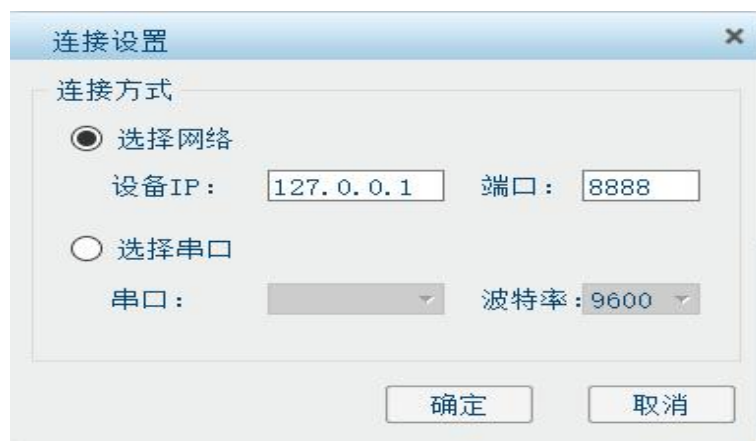 连接设置
连接方式
选择网络
设备IP: 127.0.0.1 端口: 8888
选择串口
串口: 波特率:9600
确定 取消